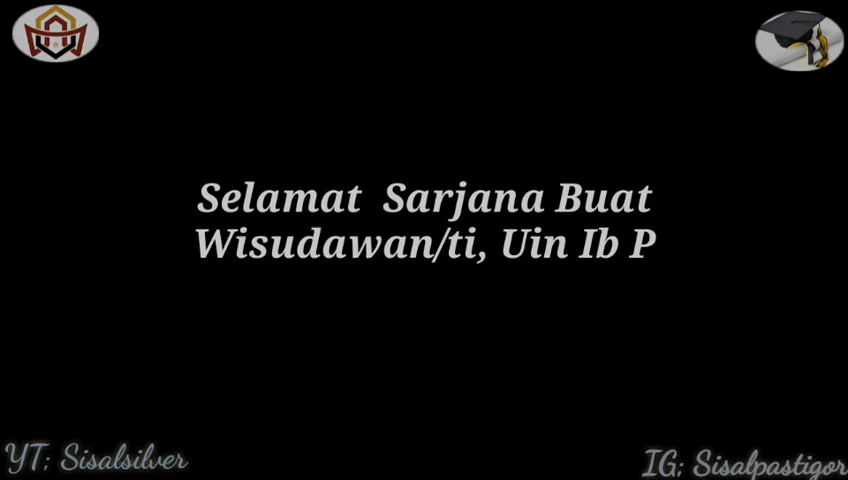 Selamat Sarjana Buat
Wisudawan/ti, Uin Ib P
YT; Sisalsilver
IG; Sisalpastigor